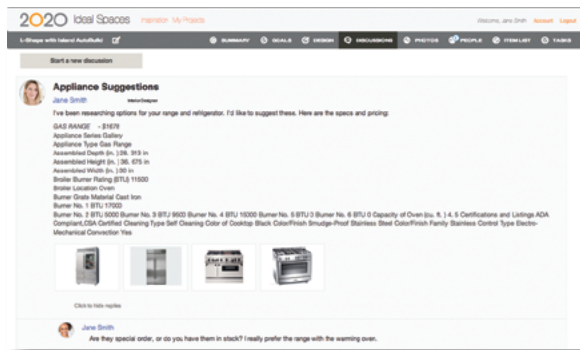 2020 Ideal Spaces Inspiration My Projects Welcome, Jane Smith Account Logout
L-Shape with Island AutoBuild SUMMARY GOALS DESIGN DISCUSSIONS PHOTOS PEOPLE ITEM LIST TASKS
Start a new discussion
Appliance Suggestions
Jane Smith Interior Designer
I've been researching options for your range and refrigerator. I'd like to suggest these. Here are the specs and pricing:
GAS RANGE - $1678
Appliance Series Gallery
Appliance Type Gas Range
Assembled Depth (in. ) 28. 313 in
Assembled Height (in. ) 36. 675 in
Assembled Width (in. ) 30 in
Broiler Burner Rating (BTU) 11500
Broiler Location Oven
Burner Grate Material Cast Iron
Burner No. 1 BTU 17000
Burner No. 2 BTU 5000 Burner No. 3 BTU 9500 Burner No. 4 BTU 15000 Burner No. 5 BTU 0 Burner No. 6 BTU 0 Capacity of Oven (cu. ft. ) 4. 5 Certifications and Listings ADA
Compliant,CSA Certified Cleaning Type Self Cleaning Color of Cooktop Black Color/Finish Smudge-Proof Stainless Steel Color/Finish Family Stainless Control Type Electro-
Mechanical Convection Yes
Click to hide replies
Jane Smith
Are they special order, or do you have them in stock? I really prefer the range with the warming oven.